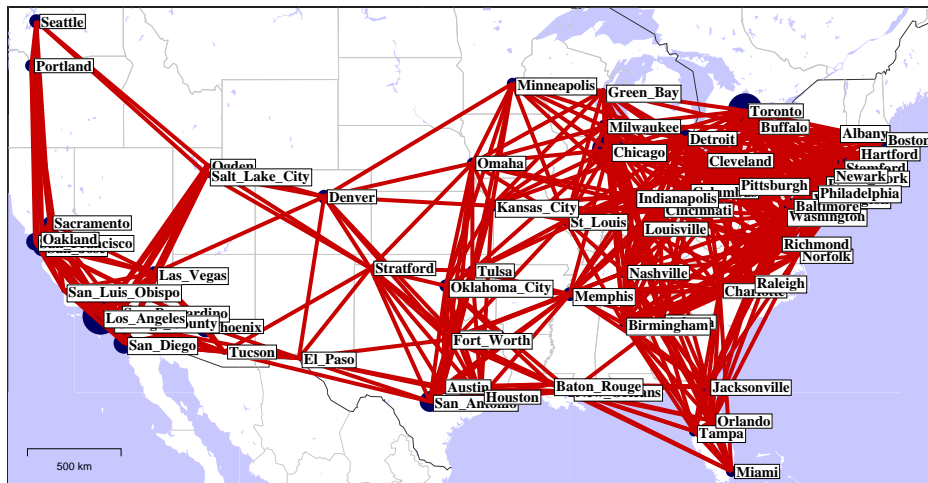 Seattle
Portland
Minneapolis
Green_Bay
Toronto
Buffalo
Milwaukee
Detroit
Albany
Boston
Chicago
Cleveland
Hartford
Omaha
Ogden
Salt_Lake_City
Newark
Pittsburgh
Denver
Indianapolis
Philadelphia
Kansas_City
Cincinnati
Baltimore
Washington
St_Louis
Louisville
Sacramento
Oakland
Richmond
Norfolk
Las_Vegas
Stratford
Tulsa
Nashville
Raleigh
Oklahoma_City
San_Luis_Obispo
Memphis
Los_Angeles
Birmingham
San_Diego
Tucson
El_Paso
Fort_Worth
Austin
Baton_Rouge
Jacksonville
Houston
Orlando
Tampa
Miami
500 km